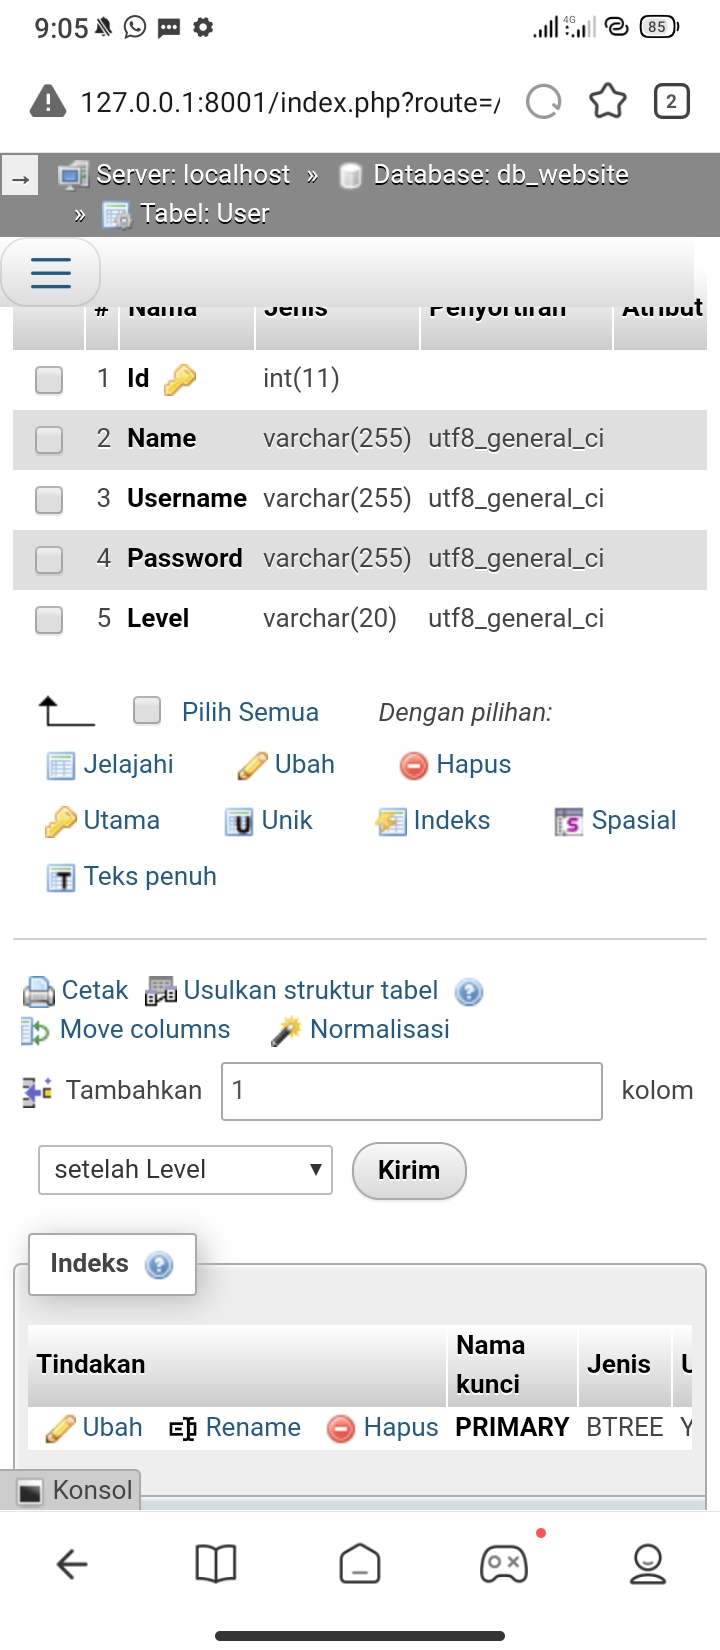 9:05 4G 85
127.0.0.1:8001/index.php?route=/ 2
→ Server: localhost » Database: db_website
» Tabel: User
# Nama Jenis Penyortiran Atribut
1 Id int(11)
2 Name varchar(255) utf8_general_ci
3 Username varchar(255) utf8_general_ci
4 Password varchar(255) utf8_general_ci
5 Level varchar(20) utf8_general_ci
Pilih Semua Dengan pilihan:
Jelajahi Ubah Hapus
Utama Unik Indeks Spasial
Teks penuh
Cetak Usulkan struktur tabel
Move columns Normalisasi
Tambahkan 1 kolom
setelah Level Kirim
Indeks
Tindakan Nama kunci Jenis U
Ubah Rename Hapus PRIMARY BTREE Y
Konsol